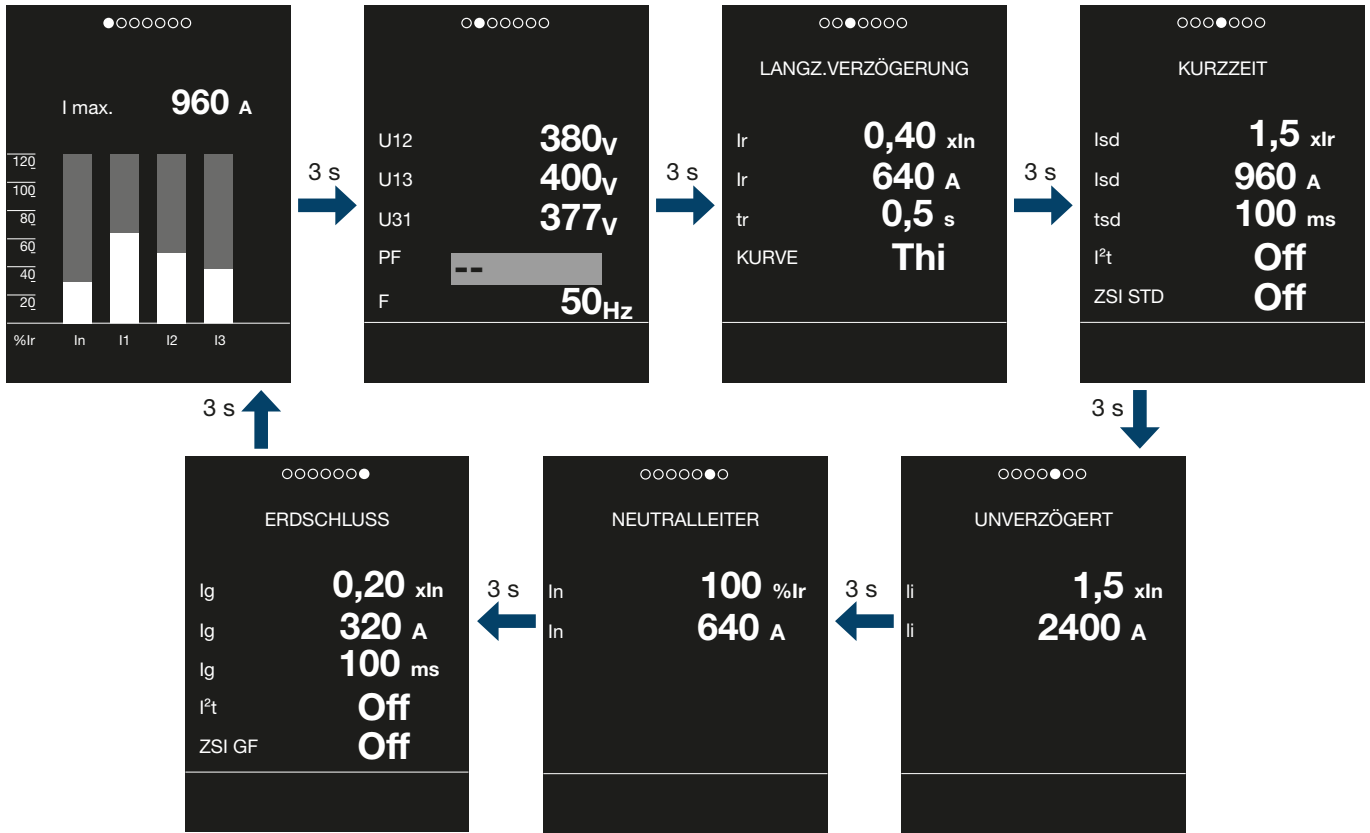 I max. 960 A
120
100
80
60
40
20
%Ir In I1 I2 I3
3 s
U12 380V
U13 400V
U31 377V
PF --
F 50Hz
3 s
LANGZ.VERZÖGERUNG
Ir 0,40 xIn
Ir 640 A
tr 0,5 s
KURVE Thi
3 s
KURZZEIT
Isd 1,5 xIr
Isd 960 A
tsd 100 ms
I²t Off
ZSI STD Off
3 s
3 s
ERDSCHLUSS
Ig 0,20 xIn
Ig 320 A
Ig 100 ms
I²t Off
ZSI GF Off
3 s
NEUTRALLEITER
In 100 %Ir
In 640 A
3 s
UNVERZÖGERT
Ii 1,5 xIn
Ii 2400 A